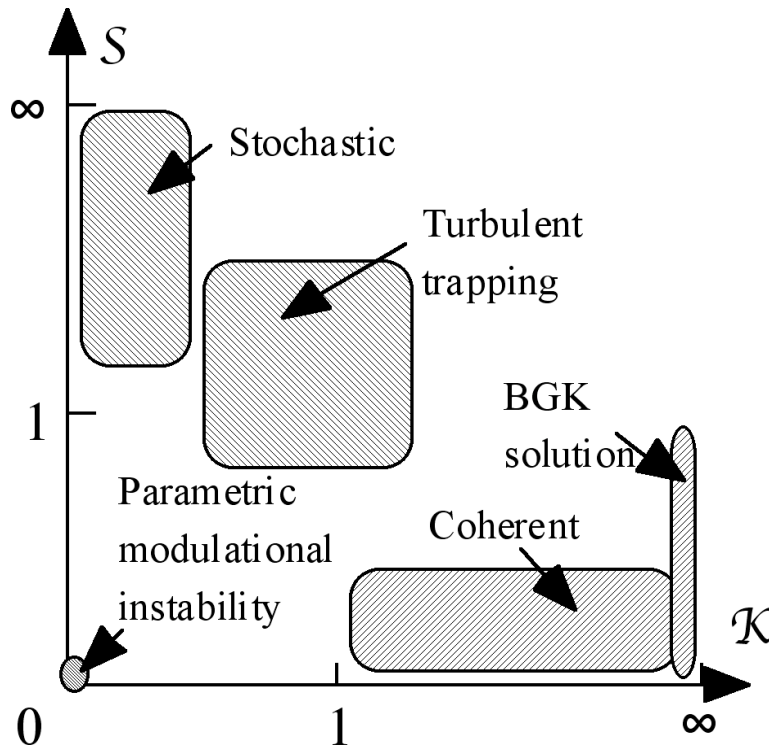 S
∞
Stochastic
Turbulent
trapping
1
BGK
solution
Parametric
modulational
instability
Coherent
K
0
1
∞